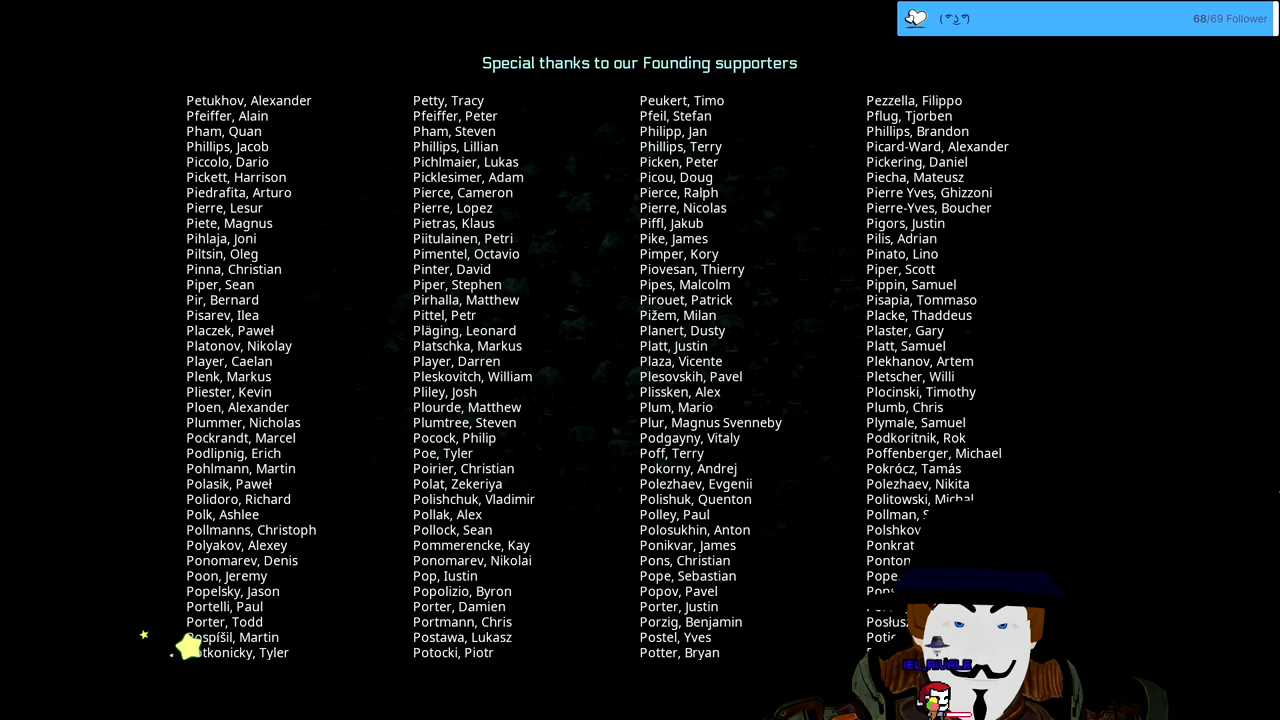 ( ͡° ͜ʖ ͡°)
68/69 Follower
Special thanks to our Founding supporters
Petukhov, Alexander Petty, Tracy Peukert, Timo Pezzella, Filippo
Pfeiffer, Alain Pfeiffer, Peter Pfeil, Stefan Pflug, Tjorben
Pham, Quan Pham, Steven Philipp, Jan Phillips, Brandon
Phillips, Jacob Phillips, Lillian Phillips, Terry Picard-Ward, Alexander
Piccolo, Dario Pichlmaier, Lukas Picken, Peter Pickering, Daniel
Pickett, Harrison Picklesimer, Adam Picou, Doug Piecha, Mateusz
Piedrafita, Arturo Pierce, Cameron Pierce, Ralph Pierre Yves, Ghizzoni
Pierre, Lesur Pierre, Lopez Pierre, Nicolas Pierre-Yves, Boucher
Piete, Magnus Pietras, Klaus Piffl, Jakub Pigors, Justin
Pihlaja, Joni Piitulainen, Petri Pike, James Pilis, Adrian
Piltsin, Oleg Pimentel, Octavio Pimper, Kory Pinato, Lino
Pinna, Christian Pinter, David Piovesan, Thierry Piper, Scott
Piper, Sean Piper, Stephen Pipes, Malcolm Pippin, Samuel
Pir, Bernard Pirhalla, Matthew Pirouet, Patrick Pisapia, Tommaso
Pisarev, Ilea Pittel, Petr Pižem, Milan Placke, Thaddeus
Placzek, Paweł Pläging, Leonard Planert, Dusty Plaster, Gary
Platonov, Nikolay Platschka, Markus Platt, Justin Platt, Samuel
Player, Caelan Player, Darren Plaza, Vicente Plekhanov, Artem
Plenk, Markus Pleskovitch, William Plesovskih, Pavel Pletscher, Willi
Pliester, Kevin Pliley, Josh Plissken, Alex Plocinski, Timothy
Ploen, Alexander Plourde, Matthew Plum, Mario Plumb, Chris
Plummer, Nicholas Plumtree, Steven Plur, Magnus Svenneby Plymale, Samuel
Pockrandt, Marcel Pocock, Philip Podgayny, Vitaly Podkoritnik, Rok
Podlipnig, Erich Poe, Tyler Poff, Terry Poffenberger, Michael
Pohlmann, Martin Poirier, Christian Pokorny, Andrej Pokrócz, Tamás
Polasik, Paweł Polat, Zekeriya Polezhaev, Evgenii Polezhaev, Nikita
Polidoro, Richard Polishchuk, Vladimir Polishuk, Quenton Politowski, Michal
Polk, Ashlee Pollak, Alex Polley, Paul Pollman,
Pollmanns, Christoph Pollock, Sean Polosukhin, Anton Polshkov
Polyakov, Alexey Pommerencke, Kay Ponikvar, James Ponkrat
Ponomarev, Denis Ponomarev, Nikolai Pons, Christian Ponton
Poon, Jeremy Pop, Iustin Pope, Sebastian Pope
Popelsky, Jason Popolizio, Byron Popov, Pavel
Portelli, Paul Porter, Damien Porter, Justin
Porter, Todd Portmann, Chris Porzig, Benjamin Posłusz
Pospíšil, Martin Postawa, Lukasz Postel, Yves
Potkonicky, Tyler Potocki, Piotr Potter, Bryan